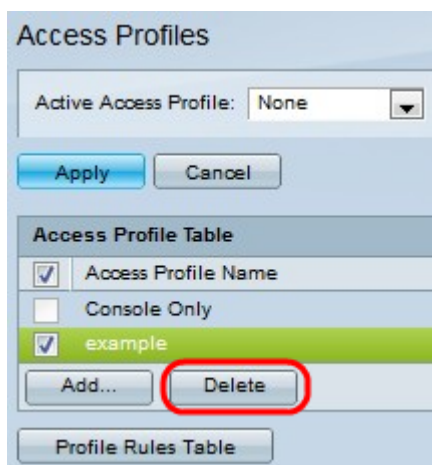 Access Profiles
Active Access Profile: None
Apply Cancel
Access Profile Table
Access Profile Name
Console Only
example
Add... Delete
Profile Rules Table